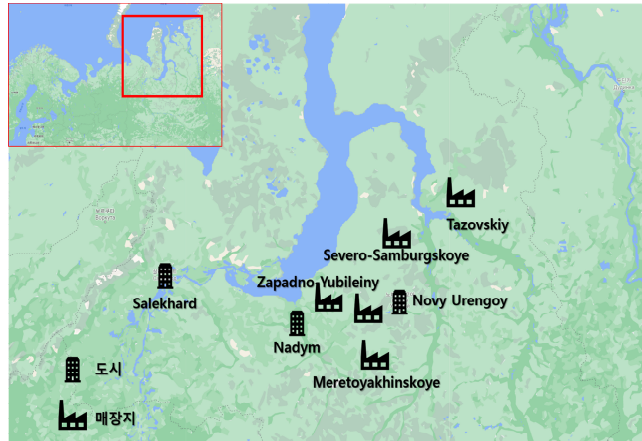 Tazovskiy
Severo-Samburgskoye
Zapadno-Yubileiny
Salekhard
Novy Urengoy
Nadym
Meretoyakhinskoye
도시
매장지